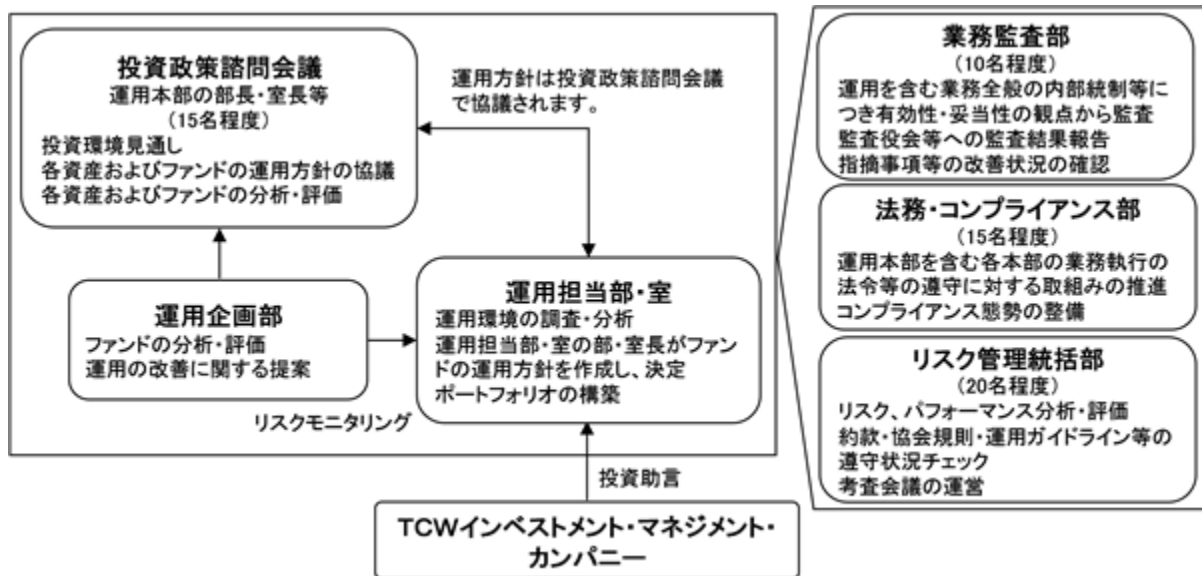 投資政策諮問会議
運用本部の部長・室長等
(15名程度)
投資環境見通し
各資産およびファンドの運用方針の協議
各資産およびファンドの分析・評価
運用方針は投資政策諮問会議
で協議されます。
運用企画部
ファンドの分析・評価
運用の改善に関する提案
リスクモニタリング
運用担当部・室
運用環境の調査・分析
運用担当部・室の部・室長がファン
ドの運用方針を作成し、決定
ポートフォリオの構築
投資助言
TCWインベストメント・マネジメント・
カンパニー
業務監査部
(10名程度)
運用を含む業務全般の内部統制等に
つき有効性・妥当性の観点から監査
監査役会等への監査結果報告
指摘事項等の改善状況の確認
法務・コンプライアンス部
(15名程度)
運用本部を含む各本部の業務執行の
法令等の遵守に対する取組みの推進
コンプライアンス態勢の整備
リスク管理統括部
(20名程度)
リスク、パフォーマンス分析・評価
約款・協会規則・運用ガイドライン等の
遵守状況チェック
考査会議の運営